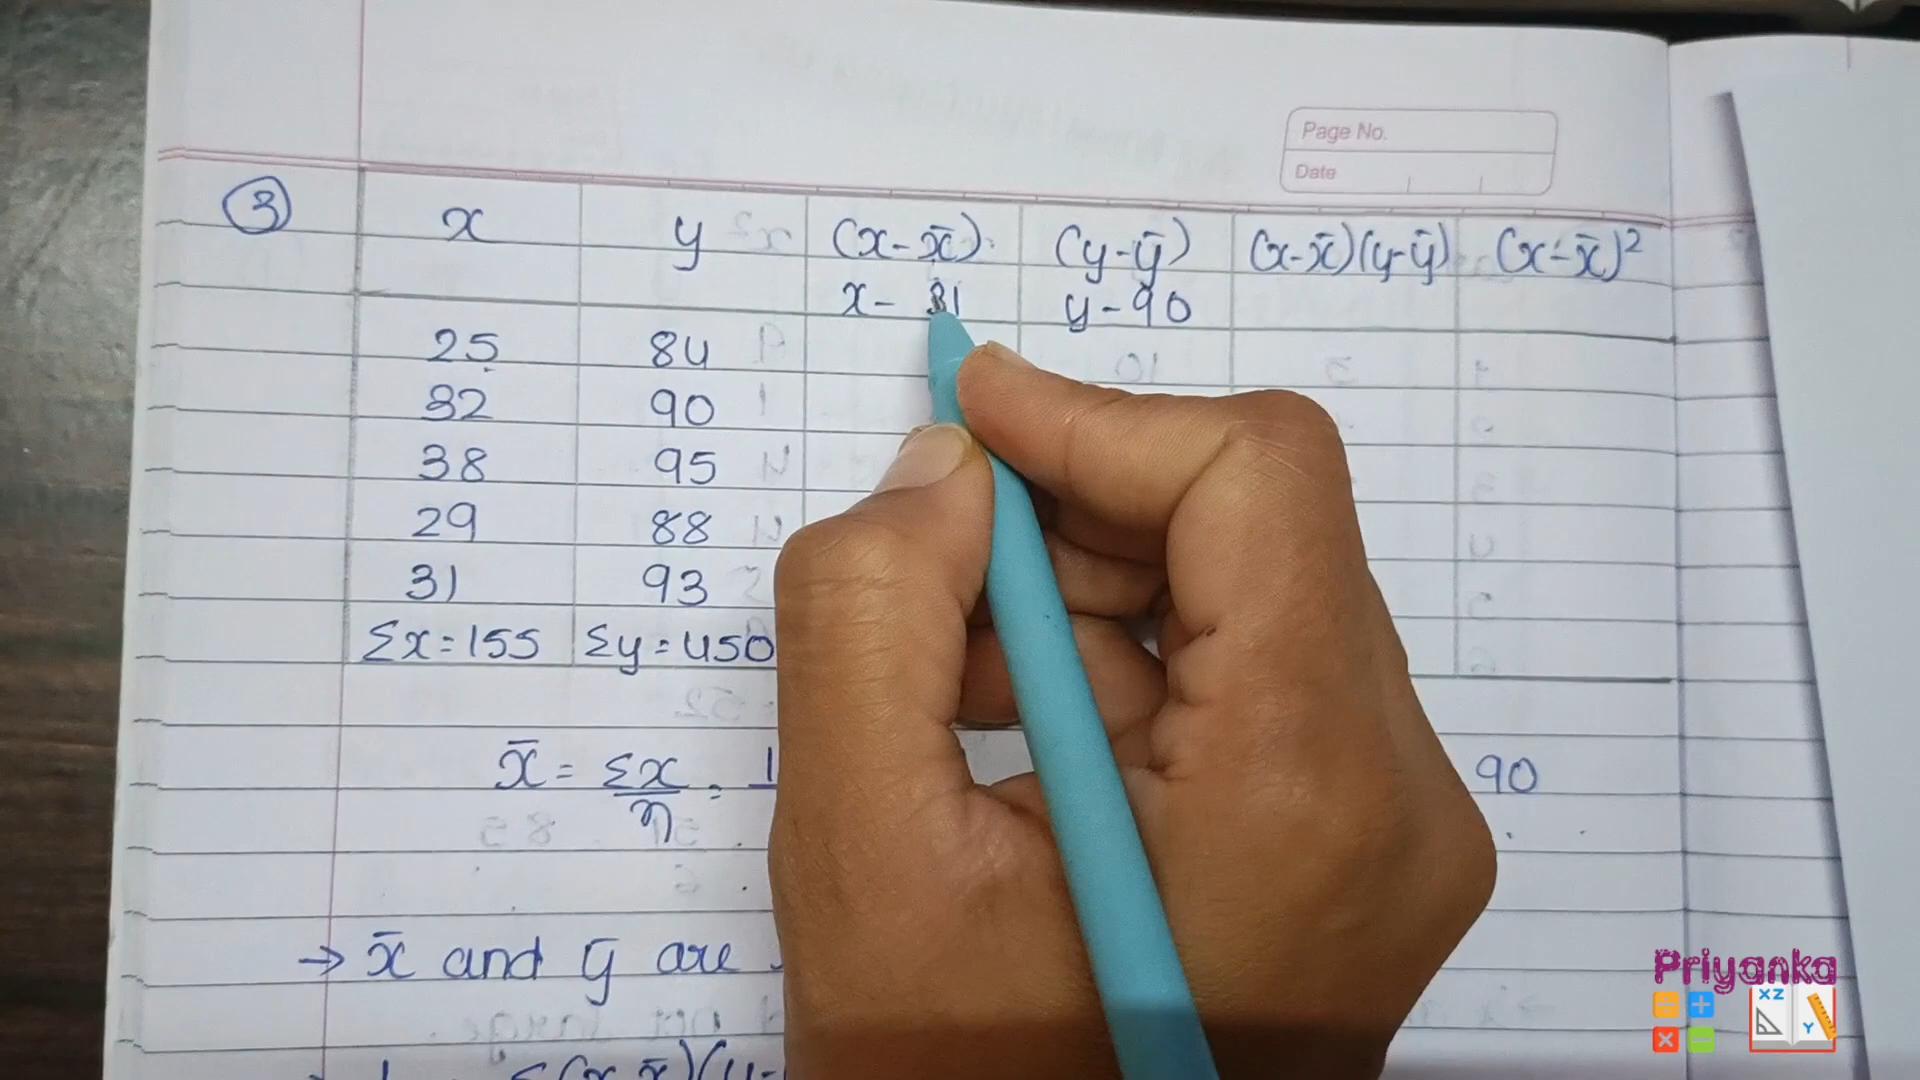 Page No.
Date
③ x y (x-x̄) (y-ȳ) (x-x̄)(y-ȳ) (x-x̄)²
x- 31 y-90
25 84
32 90
38 95
29 88
31 93
Σx=155 Σy=450
x̄ = Σx/n = 90
→ x̄ and ȳ are
Priyanka
XZ
Y